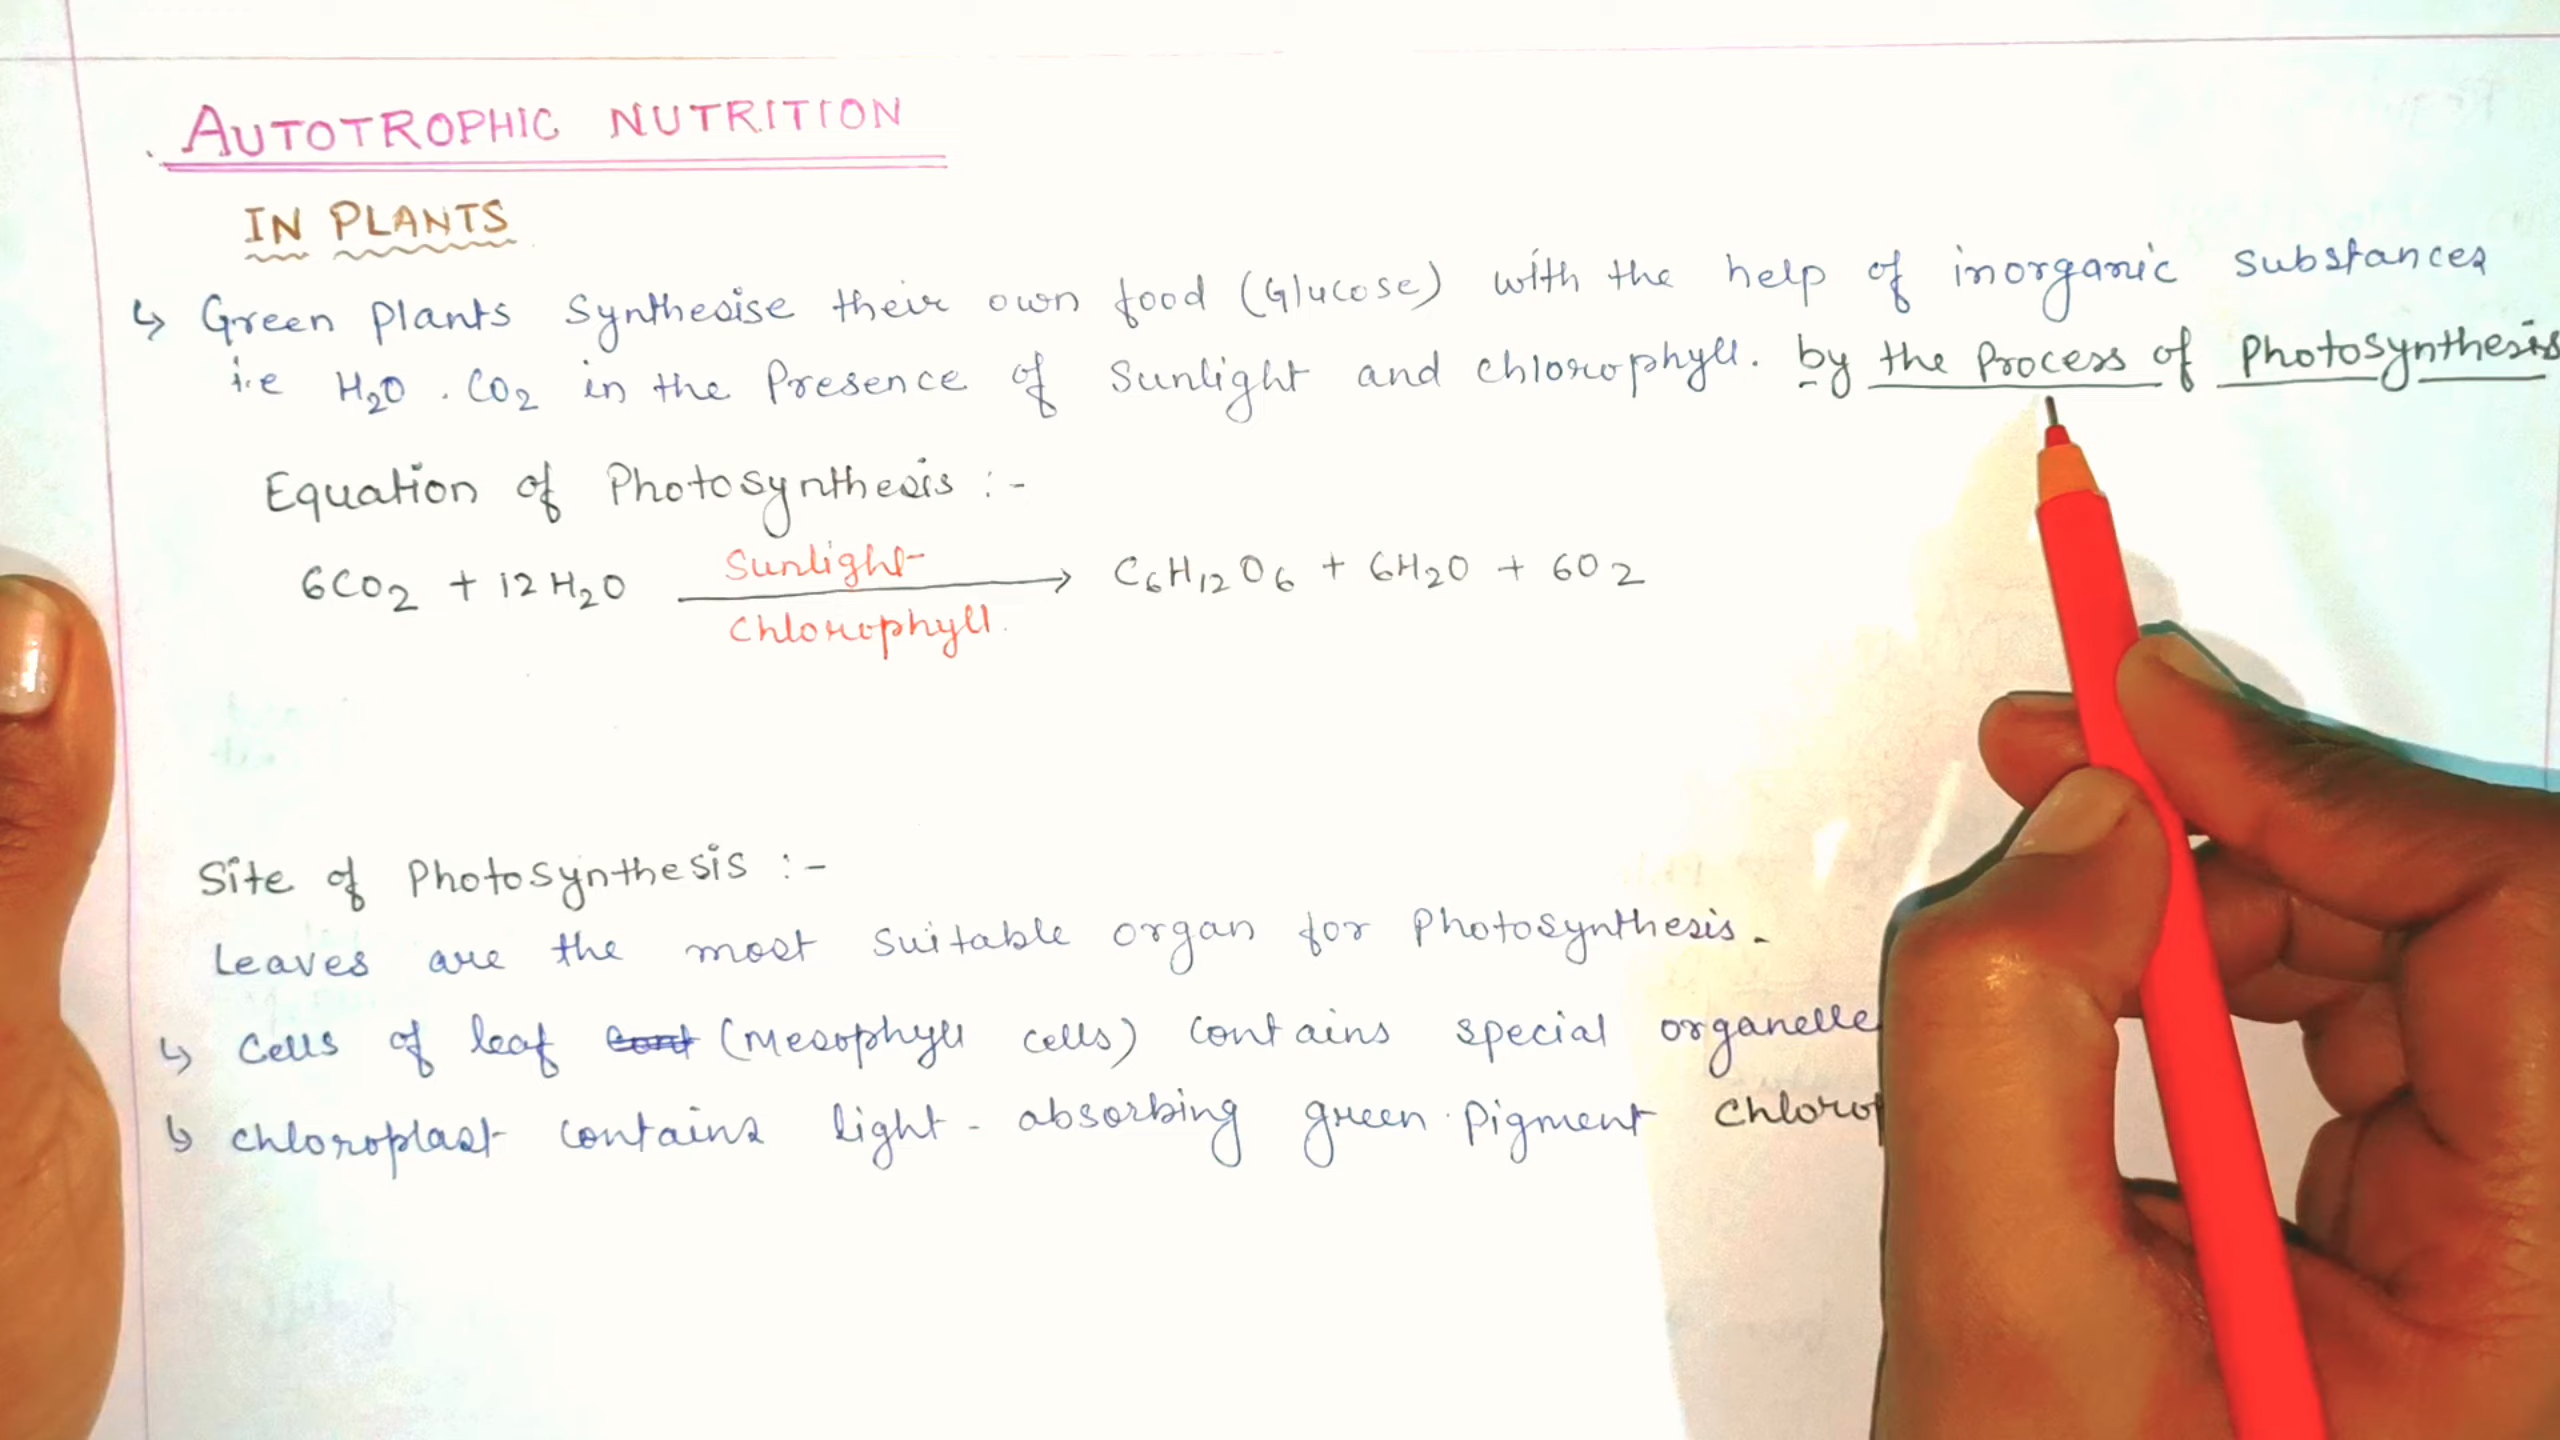 AUTOTROPHIC NUTRITION
IN PLANTS
↳ Green plants synthesise their own food (Glucose) with the help of inorganic substances
i.e H₂O . CO₂ in the Presence of Sunlight and chlorophyll. by the Process of Photosynthesis
Equation of Photosynthesis :-
6CO₂ + 12H₂O Sunlight Chlorophyll → C₆H₁₂O₆ + 6H₂O + 6O₂
Site of Photosynthesis :-
Leaves are the most suitable organ for Photosynthesis.
↳ Cells of leaf (Mesophyll cells) contains special organelle
↳ chloroplast contains light-absorbing green pigment chlorop